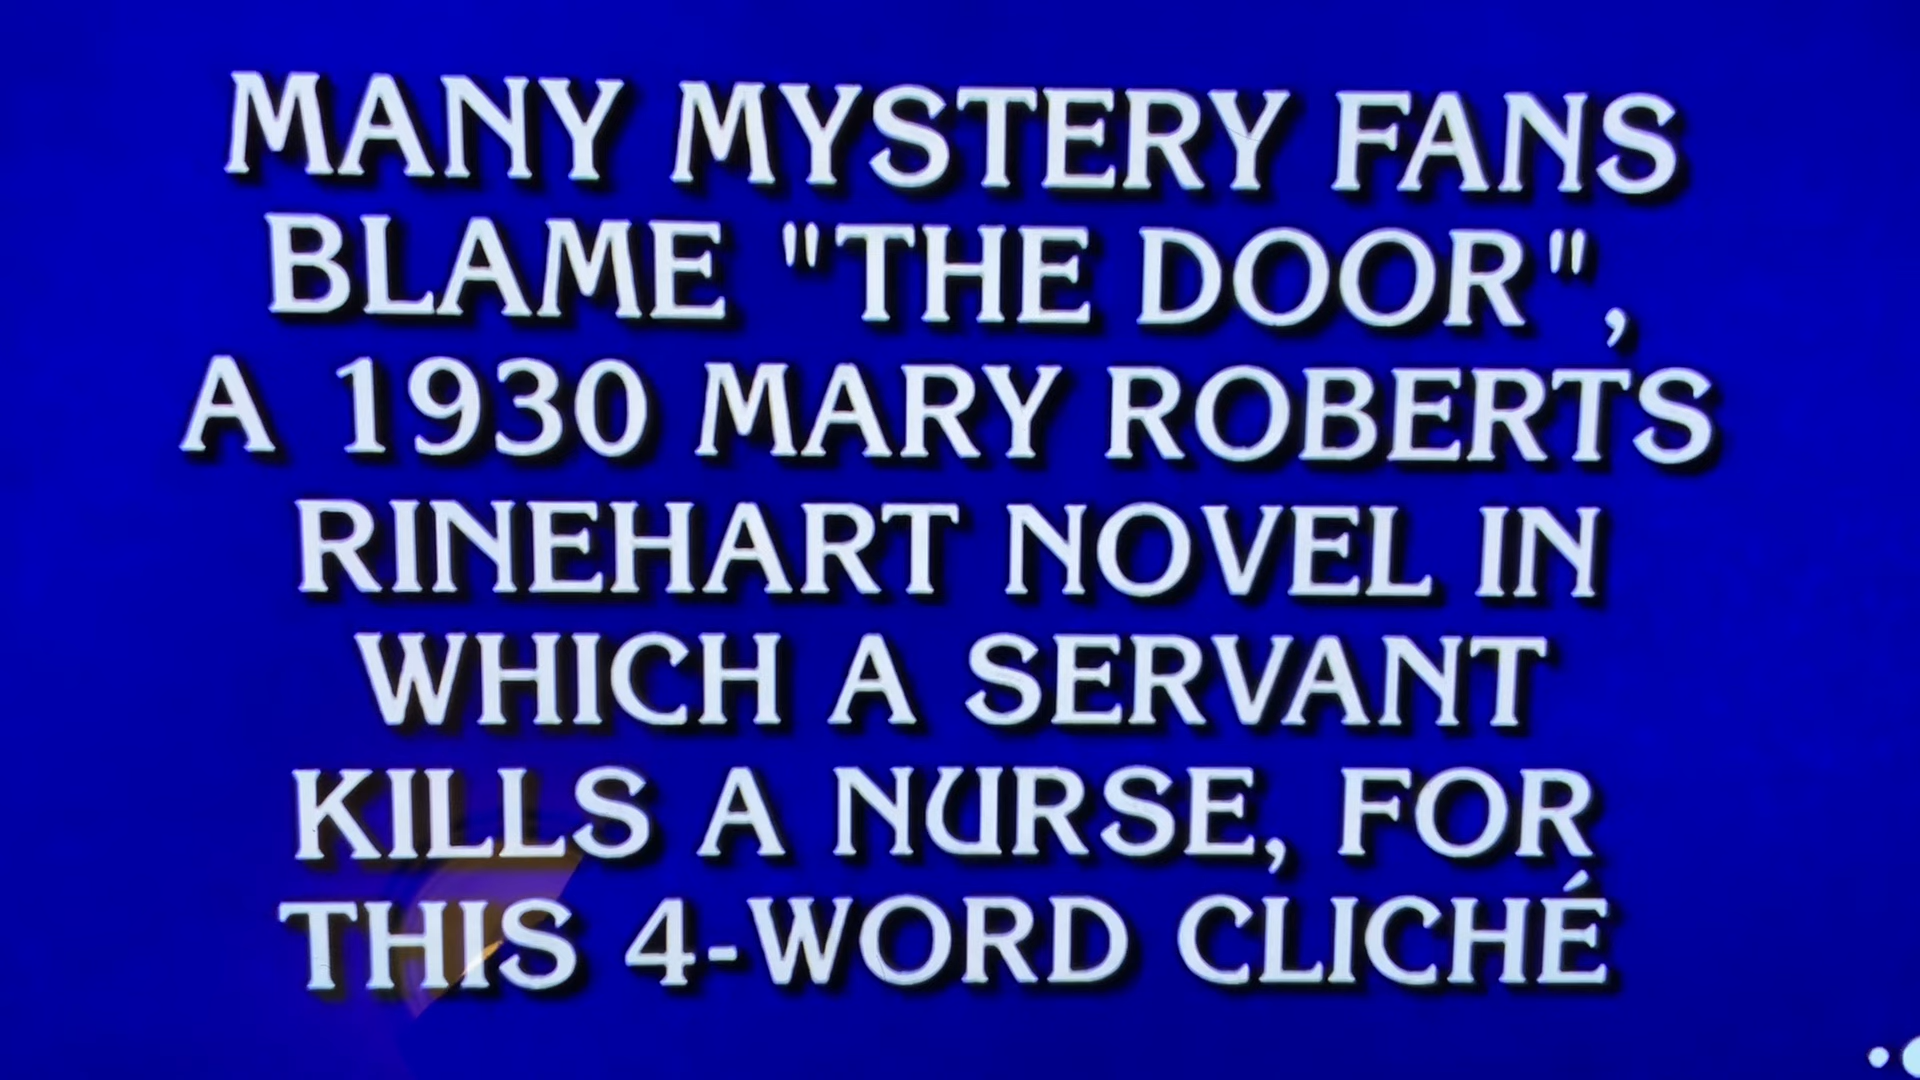 MANY MYSTERY FANS
BLAME "THE DOOR",
A 1930 MARY ROBERTS
RINEHART NOVEL IN
WHICH A SERVANT
KILLS A NURSE, FOR
THIS 4-WORD CLICHÉ